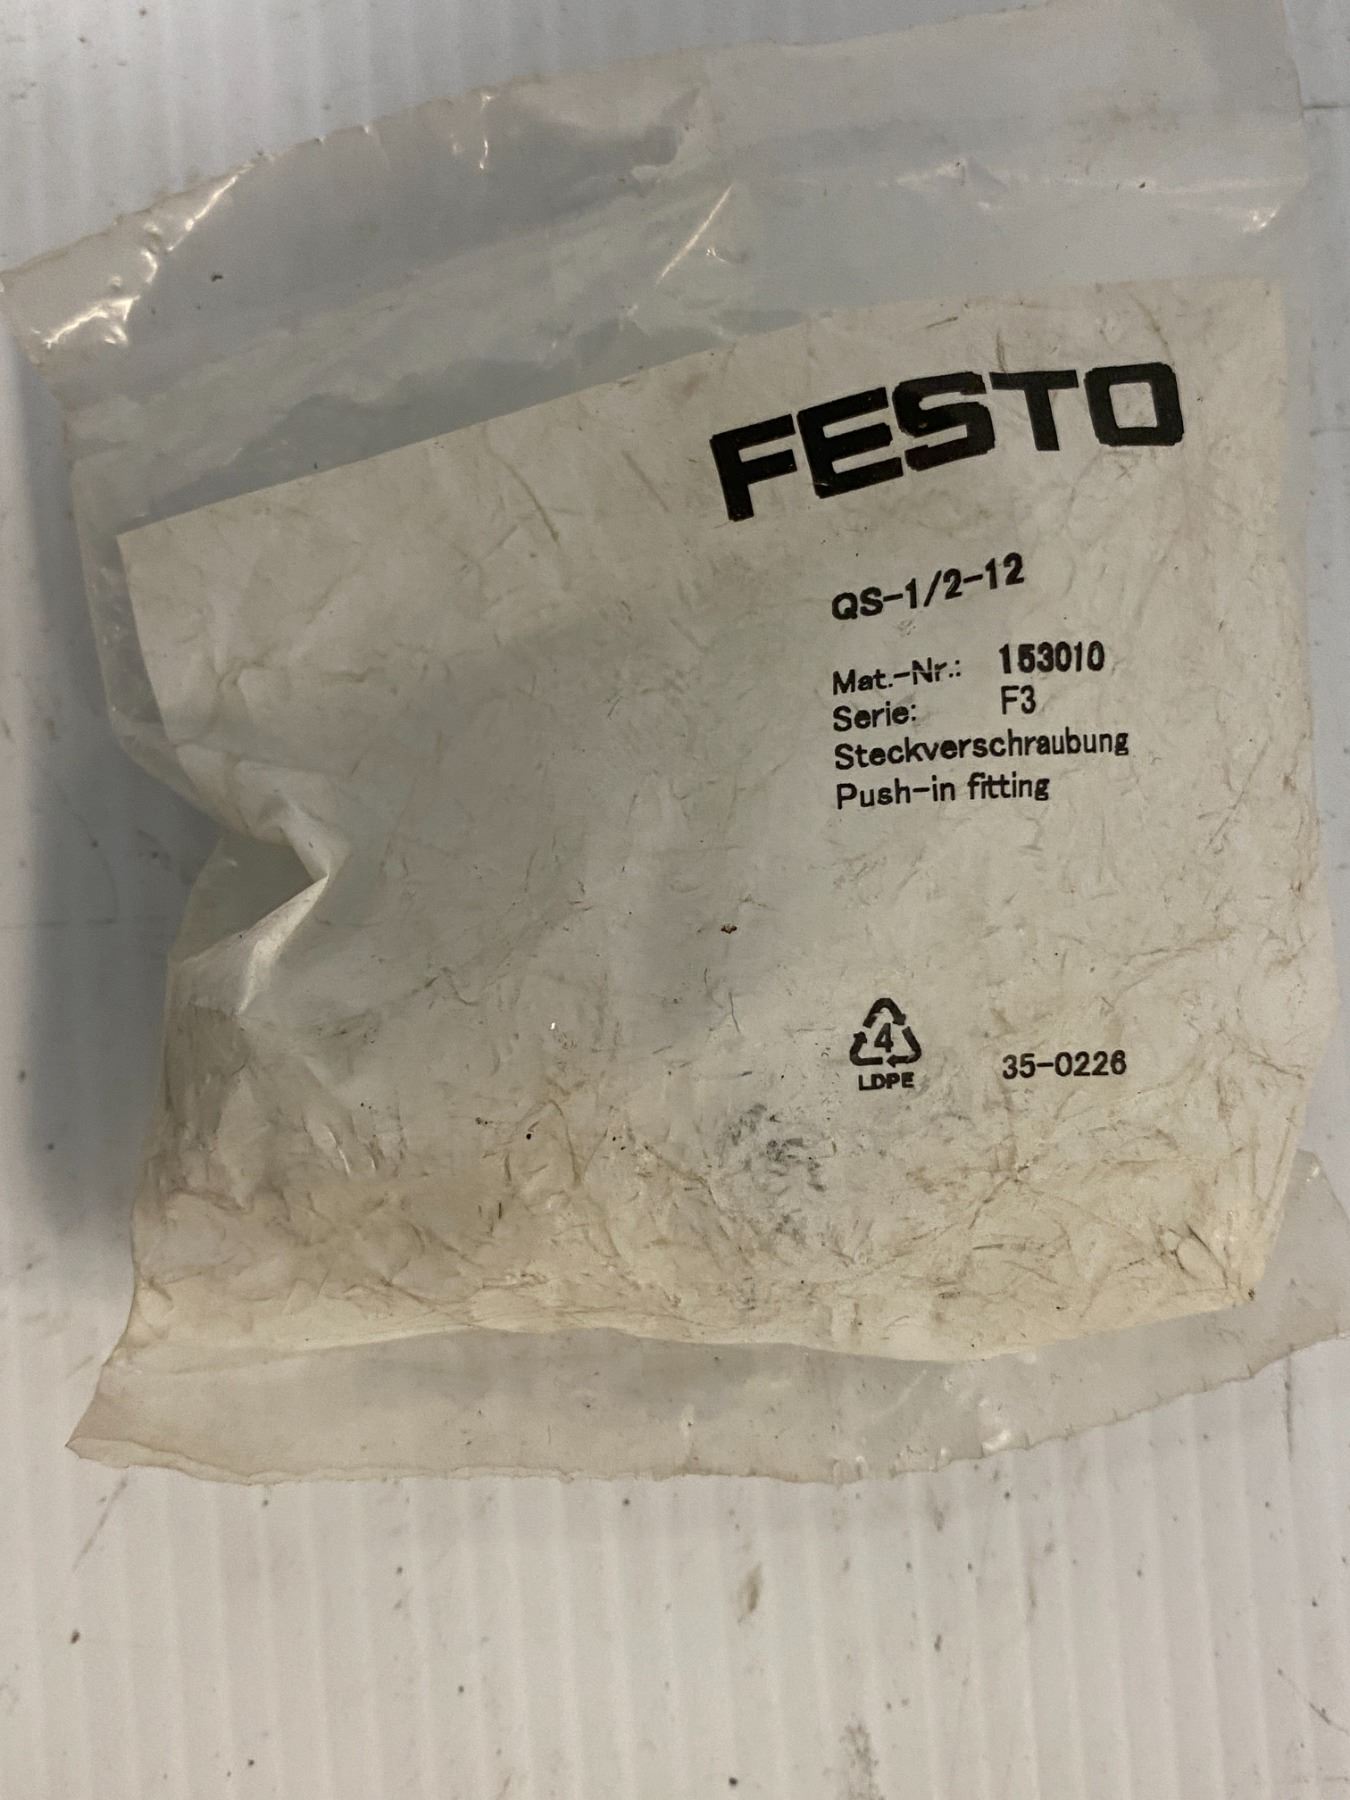 FESTO
QS-1/2-12
Mat.-Nr.: 153010
Serie: F3
Steckverschraubung
Push-in fitting
4
LDPE
35-0226